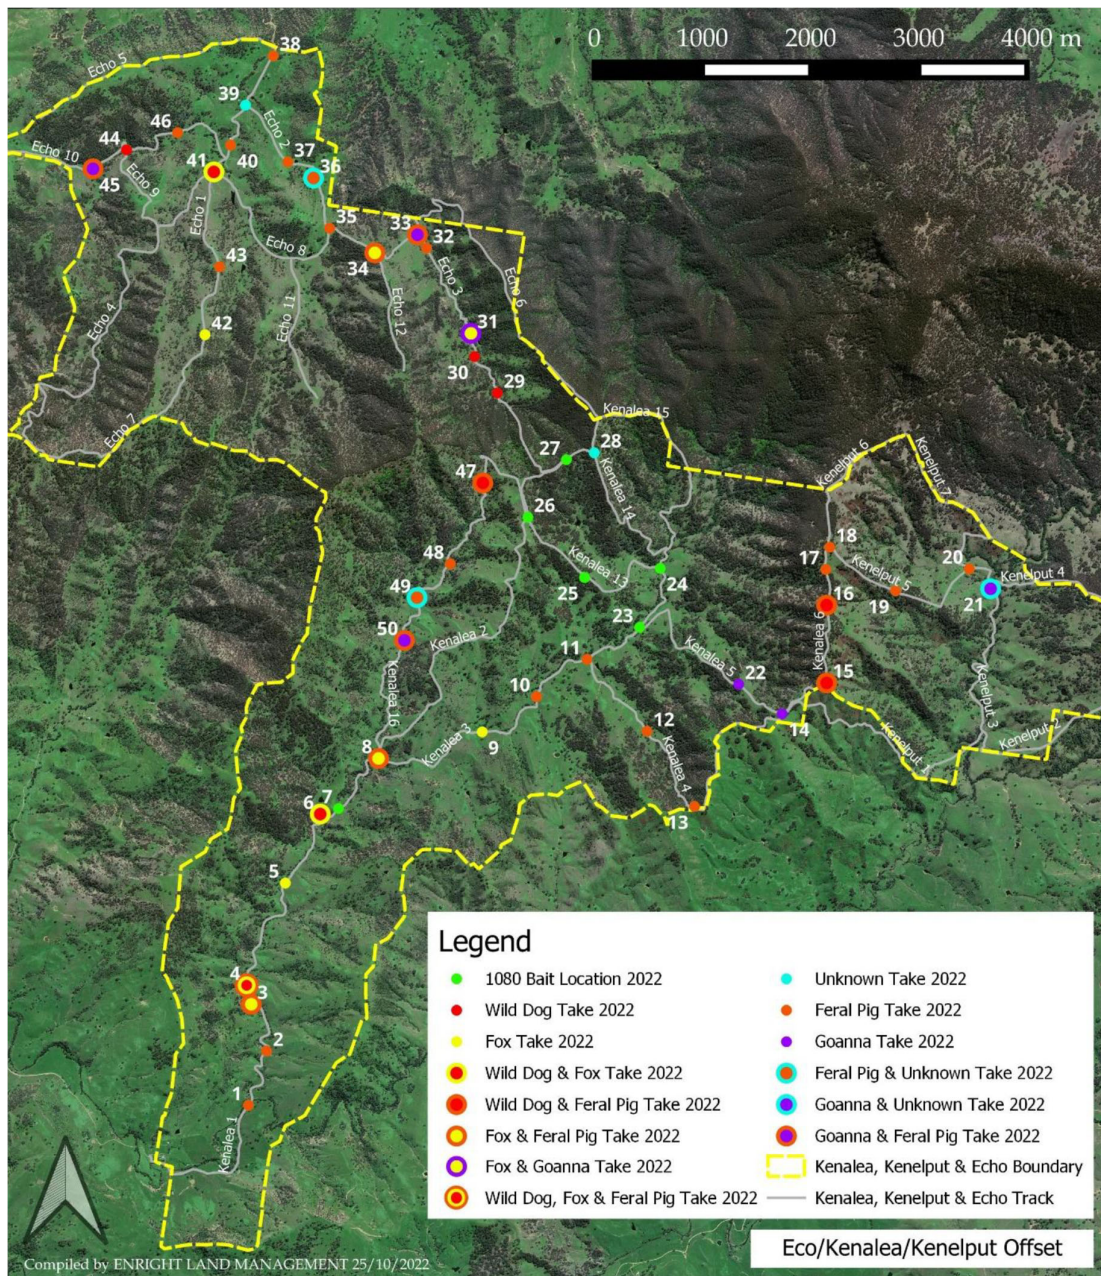 0 1000 2000 3000 4000 m
38
Echo 5
39
Echo 2
46
44
Echo 10
37
36
41
40
45
Echo 9
Echo 1
35
33
32
Echo 8
34
43
Echo 3
Echo 6
Echo 4
Echo 11
Echo 12
31
42
30
29
Echo 7
Kenalea 15
28
27
Kenalea 14
Kenelput 6
Kenelput 7
47
26
18
17
20
48
Kenalea 13
25
24
Kenelput 5
Kenelput 4
49
16
19
21
23
50
Kenalea 2
Kenalea 6
11
Kenalea 5
22
15
10
Kenalea 16
12
14
Kenelput 3
8
Kenalea 3
9
Kenalea 4
Kenelput 1
Kenelput 2
6
7
13
5
4
3
2
1
Kenalea 1
Legend
1080 Bait Location 2022
Wild Dog Take 2022
Fox Take 2022
Wild Dog & Fox Take 2022
Wild Dog & Feral Pig Take 2022
Fox & Feral Pig Take 2022
Fox & Goanna Take 2022
Wild Dog, Fox & Feral Pig Take 2022
Unknown Take 2022
Feral Pig Take 2022
Goanna Take 2022
Feral Pig & Unknown Take 2022
Goanna & Unknown Take 2022
Goanna & Feral Pig Take 2022
Kenalea, Kenelput & Echo Boundary
Kenalea, Kenelput & Echo Track
Eco/Kenalea/Kenelput Offset
Compiled by ENRIGHT LAND MANAGEMENT 25/10/2022